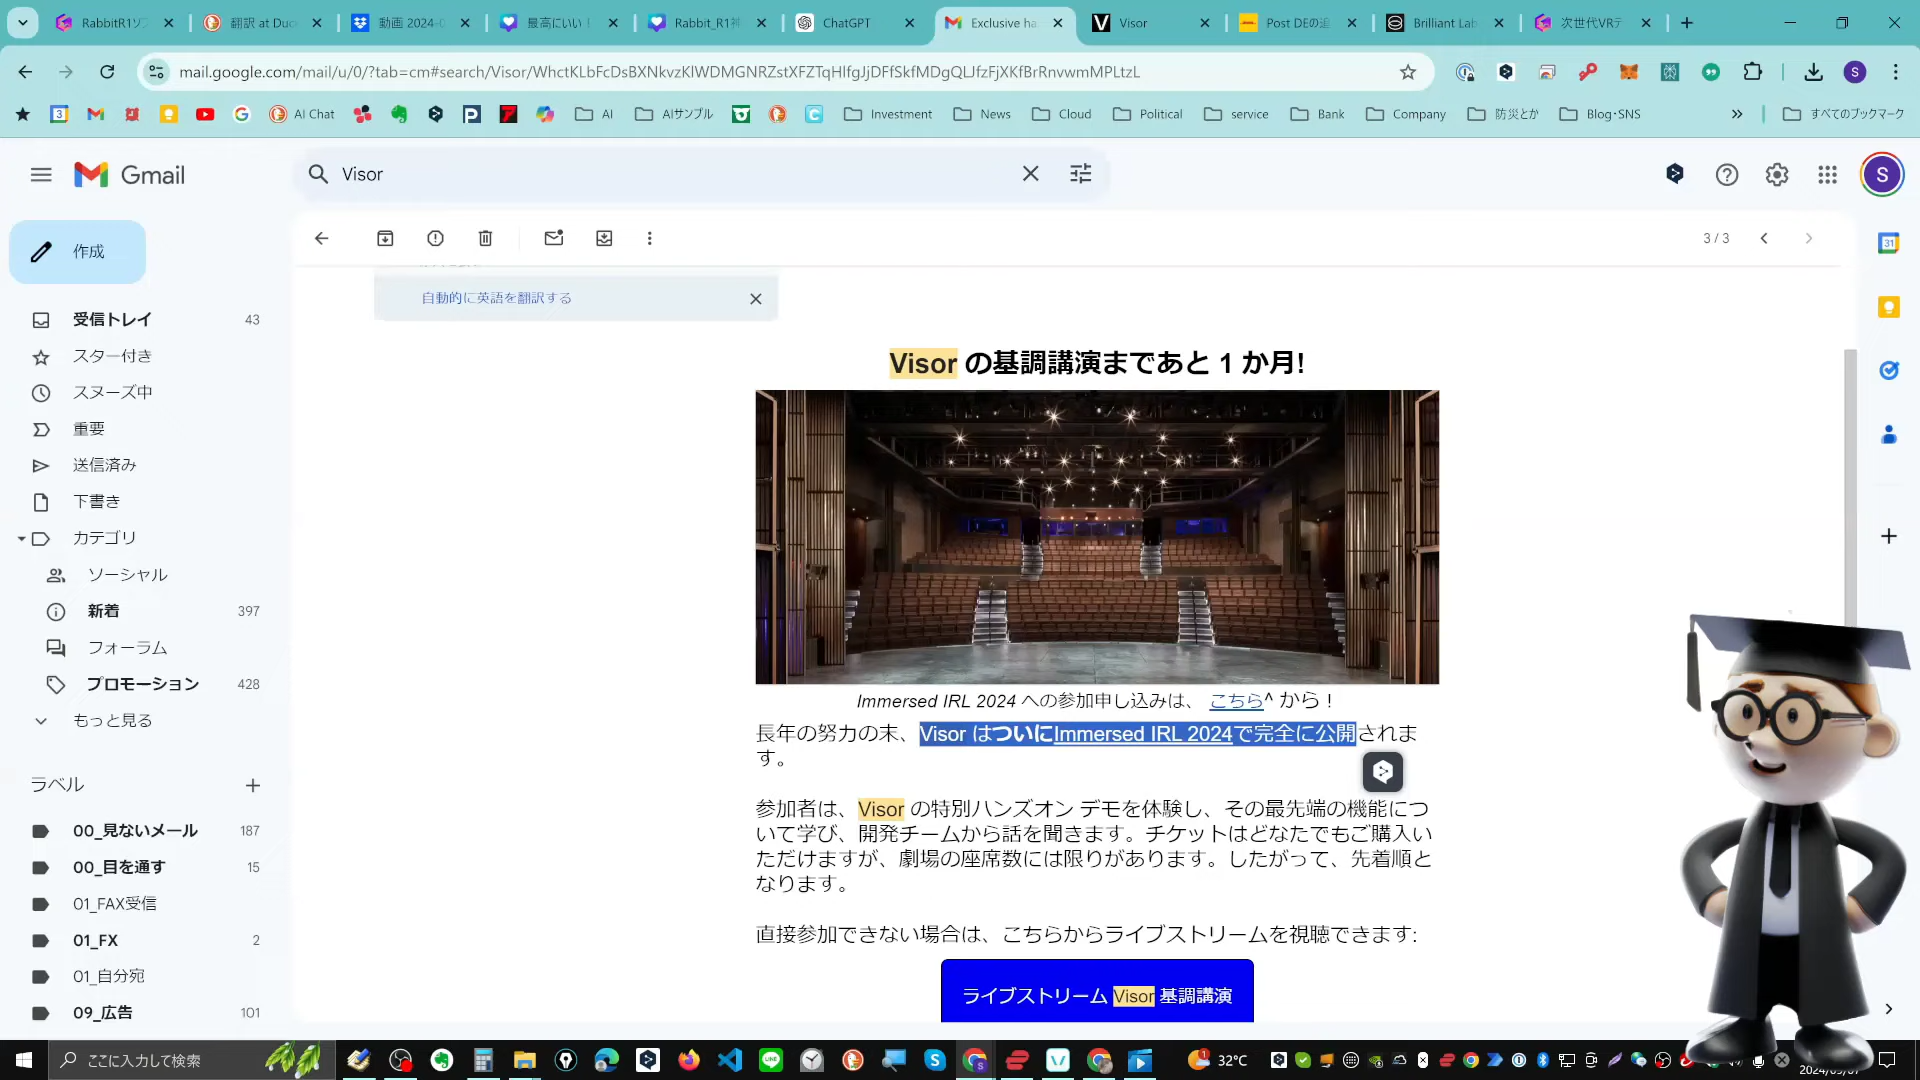 RabbitR1ソフ
翻訳 at Duc
動画 2024-0
最高にいい！
Rabbit_R1神
ChatGPT
Exclusive ha
Visor
Post DEの追
Brilliant Lab
次世代VRデ
mail.google.com/mail/u/0/?tab=cm#search/Visor/WhctKLbFcDsBXNkvzKlWDMGNRZstXFZTqHlfgJjDFfSkfMDgQLJfzFjXKfBrRnvwmMPLtzL
AI Chat
AI
AIサンプル
Investment
News
Cloud
Political
service
Bank
Company
防災とか
Blog・SNS
すべてのブックマーク
Gmail
Visor
S
作成
3 / 3
自動的に英語を翻訳する
受信トレイ 43
スター付き
スヌーズ中
重要
送信済み
下書き
カテゴリ
ソーシャル
新着 397
フォーラム
プロモーション 428
もっと見る
ラベル
00_見ないメール 187
00_目を通す 15
01_FAX受信
01_FX 2
01_自分宛
09_広告 101
Visor の基調講演まであと 1 か月!
Immersed IRL 2024 への参加申し込みは、 こちら^ から！
長年の努力の末、Visor はついにImmersed IRL 2024で完全に公開されま
す。
参加者は、Visor の特別ハンズオン デモを体験し、その最先端の機能につ
いて学び、開発チームから話を聞きます。チケットはどなたでもご購入い
ただけますが、劇場の座席数には限りがあります。したがって、先着順と
なります。
直接参加できない場合は、こちらからライブストリームを視聴できます:
ライブストリーム Visor 基調講演
ここに入力して検索
32°C